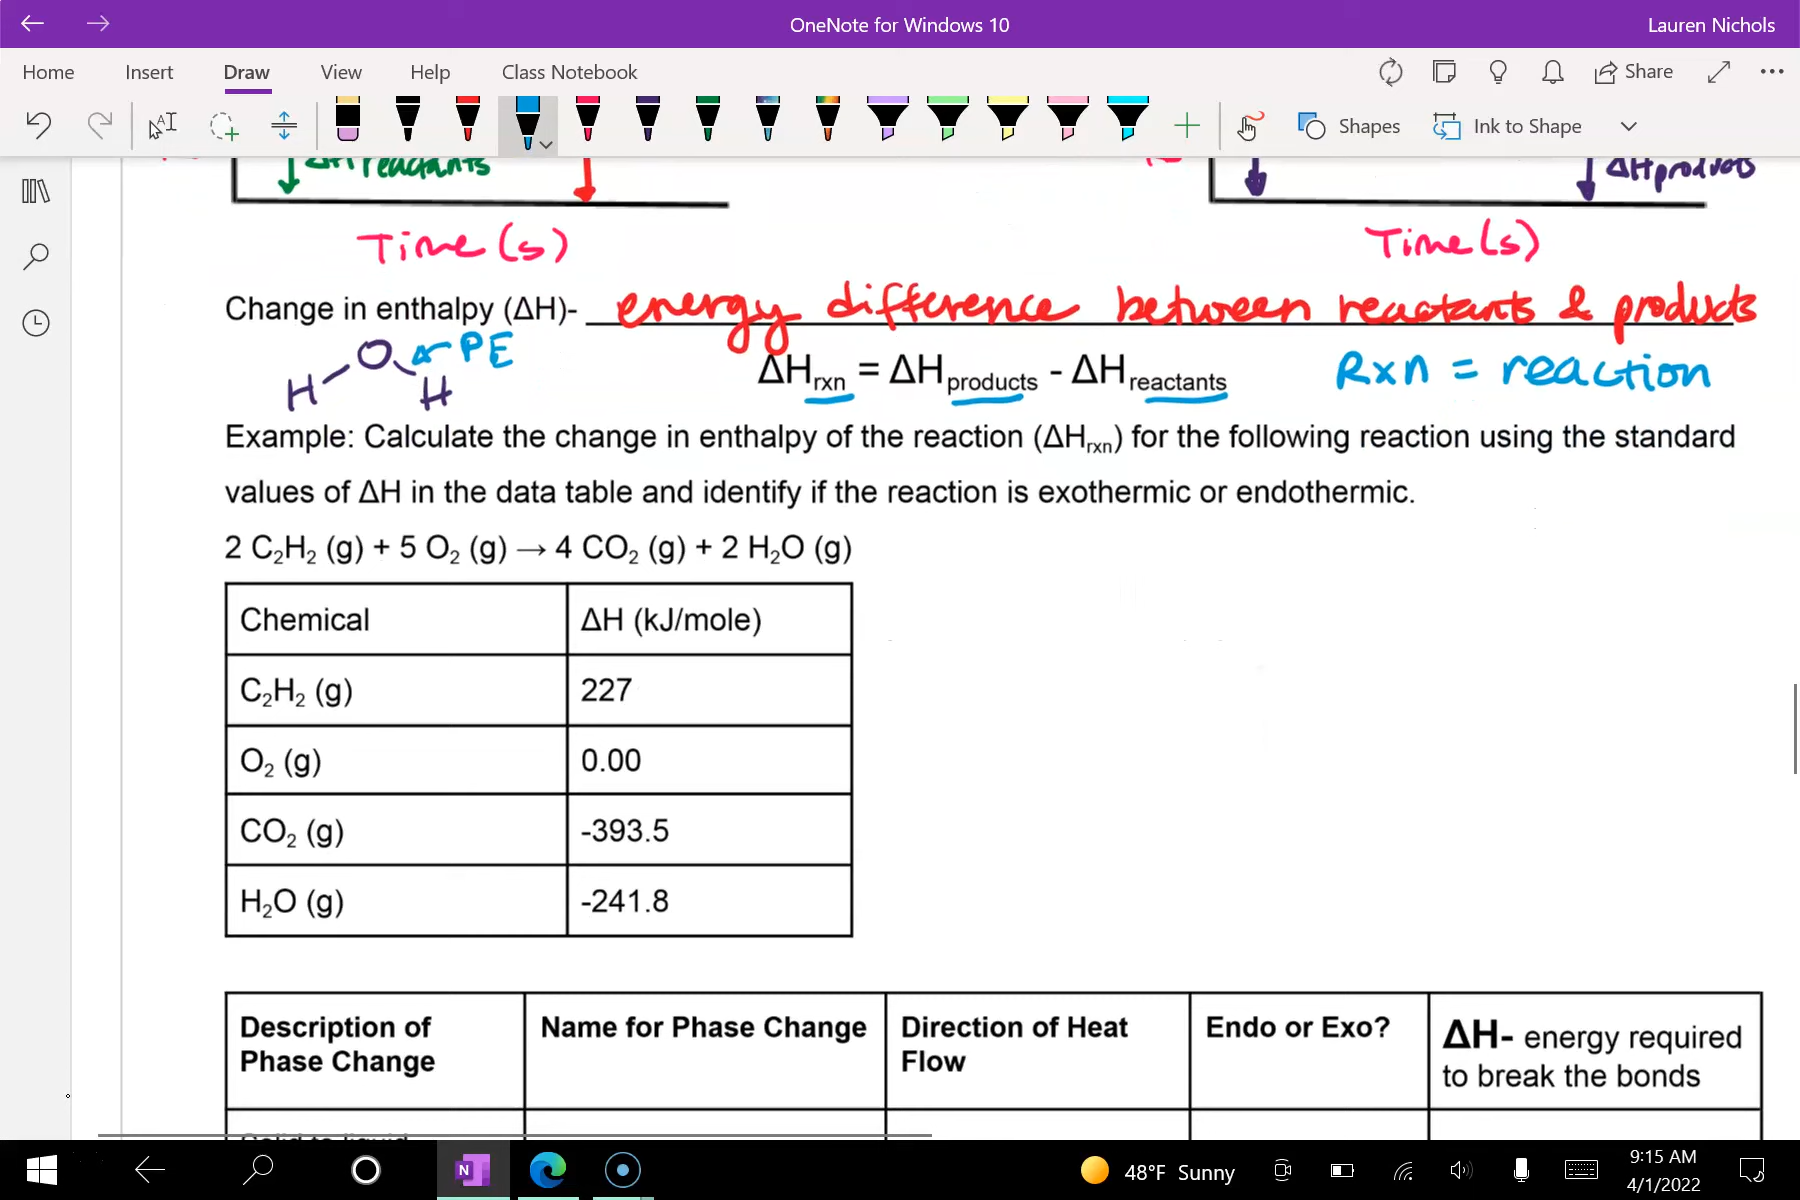 OneNote for Windows 10
Lauren Nichols
Home Insert Draw View Help Class Notebook
Share
Shapes
Ink to Shape
ΔH reactants
ΔHproducts
Time (s)
Time (s)
Change in enthalpy (ΔH)- energy difference between reactants & products
O PE
H H
ΔHrxn = ΔHproducts - ΔHreactants
Rxn = reaction
Example: Calculate the change in enthalpy of the reaction (ΔHrxn) for the following reaction using the standard
values of ΔH in the data table and identify if the reaction is exothermic or endothermic.
2 C₂H₂ (g) + 5 O₂ (g) → 4 CO₂ (g) + 2 H₂O (g)
Chemical ΔH (kJ/mole)
C₂H₂ (g) 227
O₂ (g) 0.00
CO₂ (g) -393.5
H₂O (g) -241.8
Description of
Phase Change
Name for Phase Change
Direction of Heat
Flow
Endo or Exo?
ΔH- energy required
to break the bonds
Solid to liquid
48°F Sunny
9:15 AM
4/1/2022